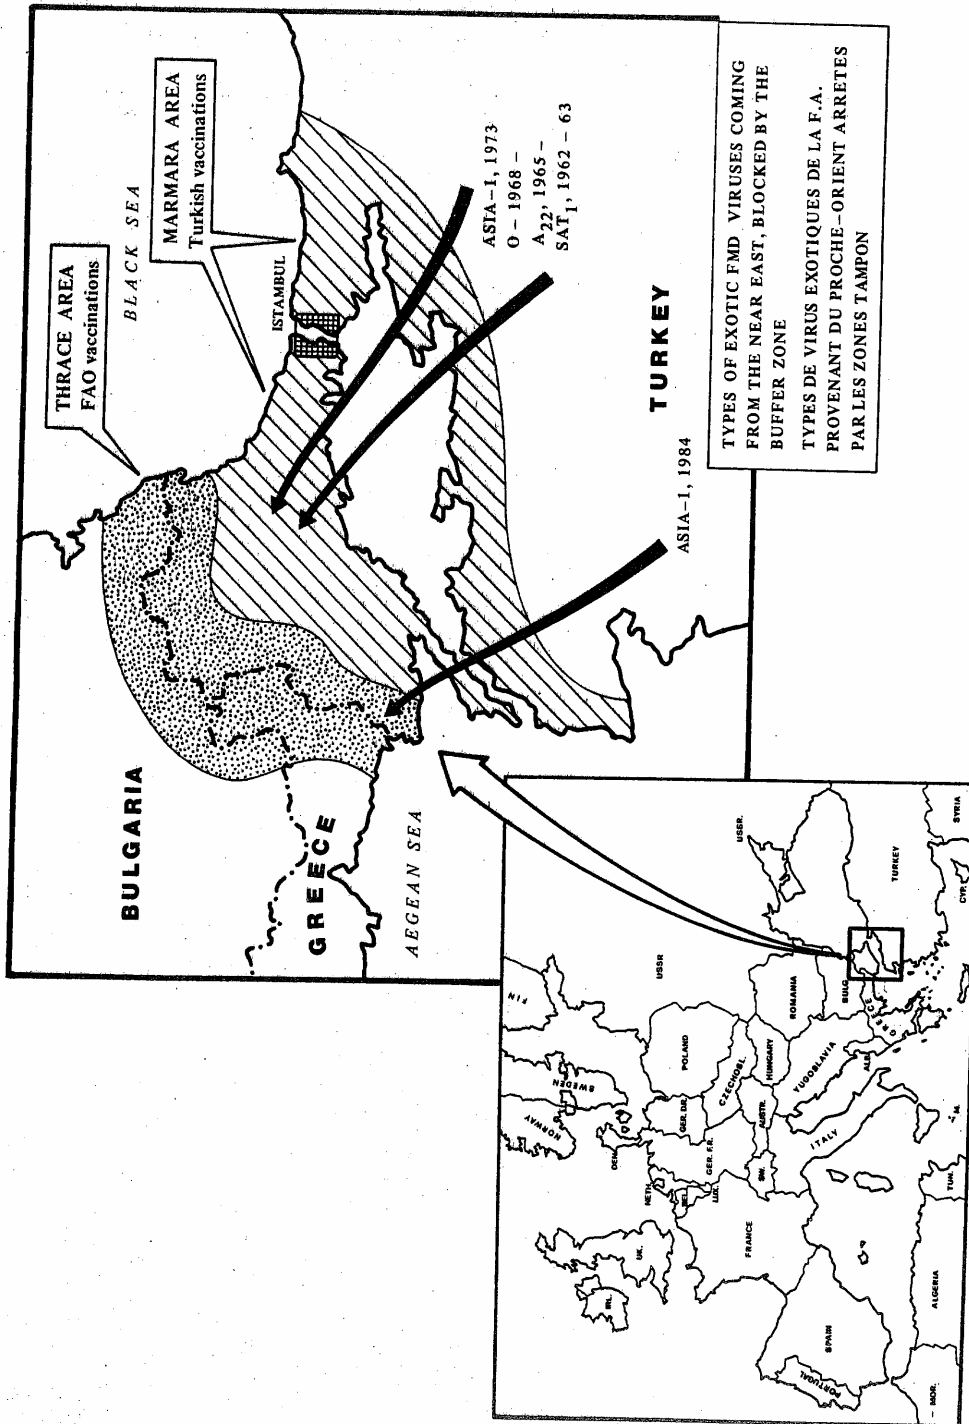 THRACE AREA
FAO vaccinations
MARMARA AREA
Turkish vaccinations
BLACK SEA
BULGARIA
ISTAMBUL
GREECE
AEGEAN SEA
ASIA-1, 1973
O - 1968 -
A22, 1965 -
SAT1, 1962 - 63
TURKEY
ASIA-1, 1984
TYPES OF EXOTIC FMD VIRUSES COMING
FROM THE NEAR EAST, BLOCKED BY THE
BUFFER ZONE
TYPES DE VIRUS EXOTIQUES DE LA F.A.
PROVENANT DU PROCHE-ORIENT ARRETES
PAR LES ZONES TAMPON
FIN
NORWAY
SWEDEN
USSR
USSR.
DEN.
IRL.
UK.
NETH.
BEL.
LUX.
GER. F.R.
GER. D.R.
POLAND
CZECHOSL.
FRANCE
SW.
AUSTR.
HUNGARY
ROMANIA
YUGOSLAVIA
BULG.
ITALY
ALB.
GREECE
TURKEY
PORTUGAL
SPAIN
MOR.
ALGERIA
TUN.
M.
CYP.
SYRIA